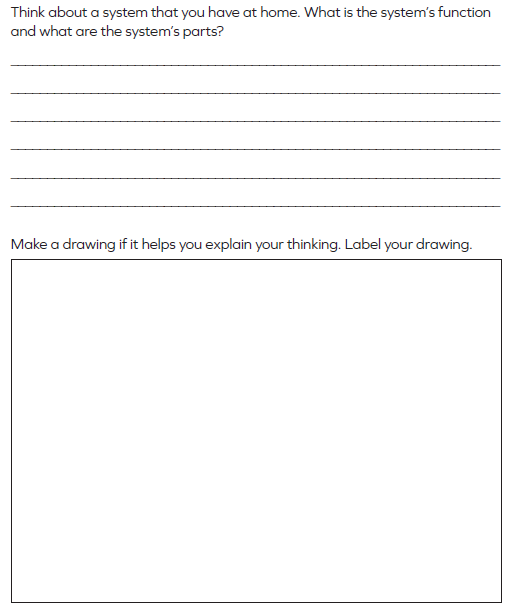 Think about a system that you have at home. What is the system’s function
and what are the system’s parts?
Make a drawing if it helps you explain your thinking. Label your drawing.